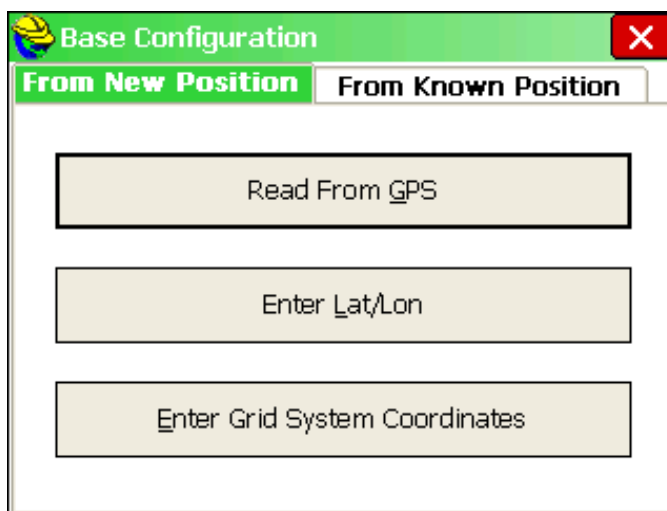 Base Configuration
From New Position
From Known Position
Read From GPS
Enter Lat/Lon
Enter Grid System Coordinates